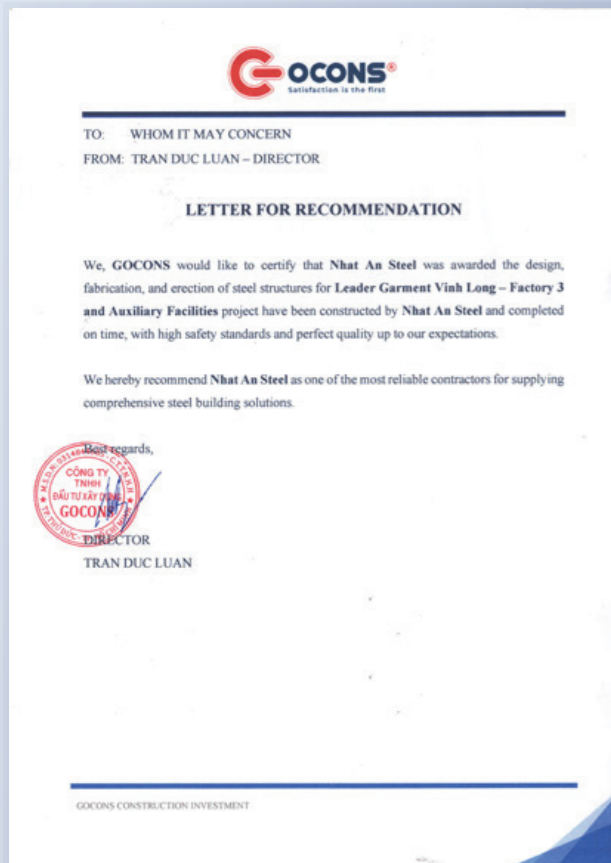 GOCONS®
Satisfaction is the first
TO: WHOM IT MAY CONCERN
FROM: TRAN DUC LUAN – DIRECTOR
LETTER FOR RECOMMENDATION
We, GOCONS would like to certify that Nhat An Steel was awarded the design,
fabrication, and erection of steel structures for Leader Garment Vinh Long – Factory 3
and Auxiliary Facilities project have been constructed by Nhat An Steel and completed
on time, with high safety standards and perfect quality up to our expectations.
We hereby recommend Nhat An Steel as one of the most reliable contractors for supplying
comprehensive steel building solutions.
Best regards,
CÔNG TY
TNHH
ĐẦU TƯ XÂY DỰNG
GOCONS
DIRECTOR
TRAN DUC LUAN
GOCONS CONSTRUCTION INVESTMENT